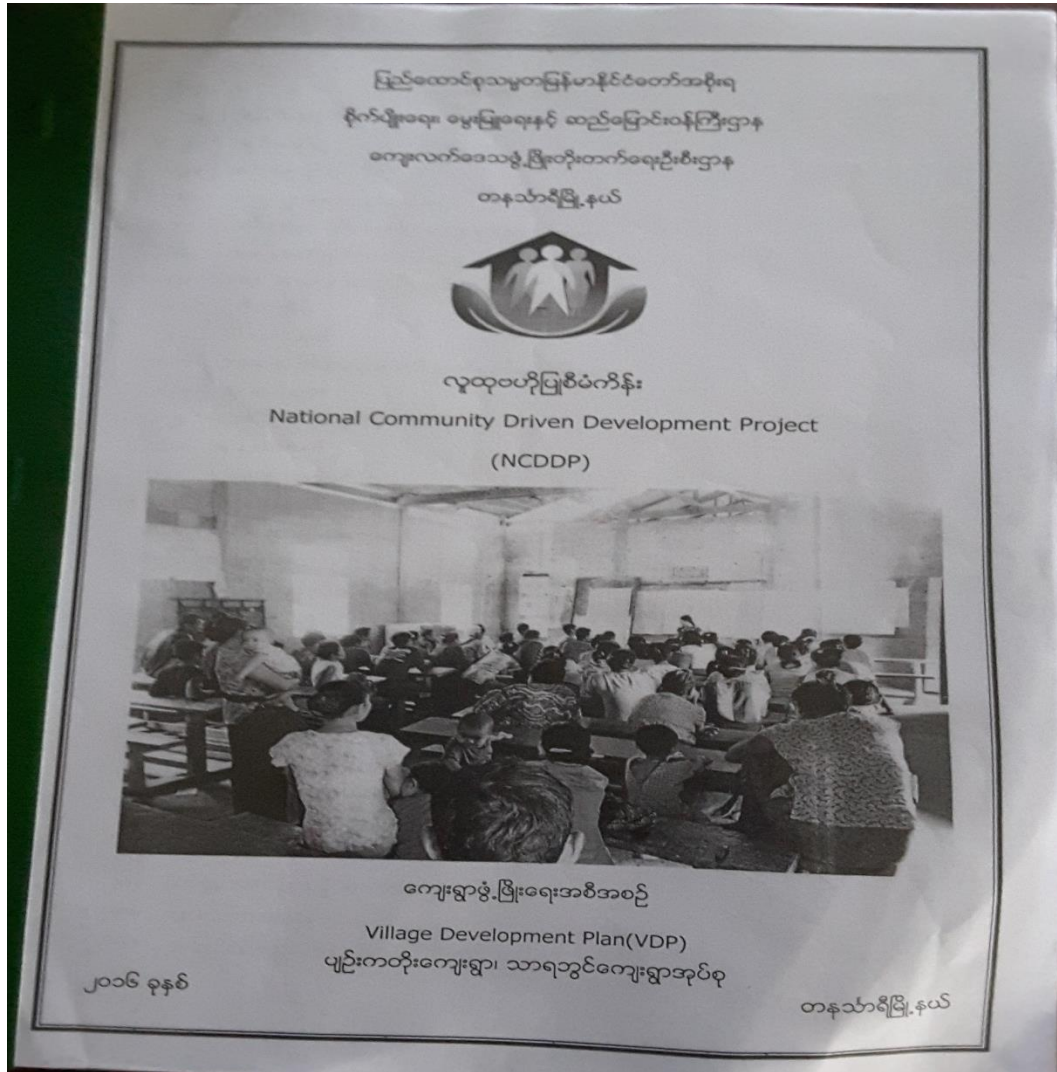 ပြည်ထောင်စုသမ္မတမြန်မာနိုင်ငံတော်အစိုးရ
စိုက်ပျိုးရေး၊ မွေးမြူရေးနှင့် ဆည်မြောင်းဝန်ကြီးဌာန
ကျေးလက်ဒေသဖွံ့ဖြိုးတိုးတက်ရေးဦးစီးဌာန
တနင်္သာရီမြို့နယ်
လူထုဗဟိုပြုစီမံကိန်း
National Community Driven Development Project
(NCDDP)
ကျေးရွာဖွံ့ဖြိုးရေးအစီအစဉ်
Village Development Plan(VDP)
ပျဉ်းကတိုးကျေးရွာ၊ သာရဘွင်ကျေးရွာအုပ်စု
၂၀၁၆ ခုနှစ်
တနင်္သာရီမြို့နယ်